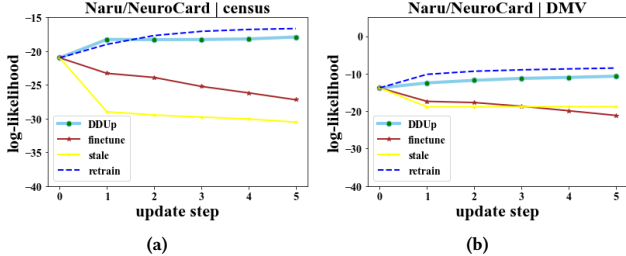 Naru/NeuroCard | census
log-likelihood
−15
−20
−25
−30
−35
−40
DDUp
finetune
stale
retrain
0 1 2 3 4 5
update step
(a)
Naru/NeuroCard | DMV
log-likelihood
0
−10
−20
−30
−40
DDUp
finetune
stale
retrain
0 1 2 3 4 5
update step
(b)